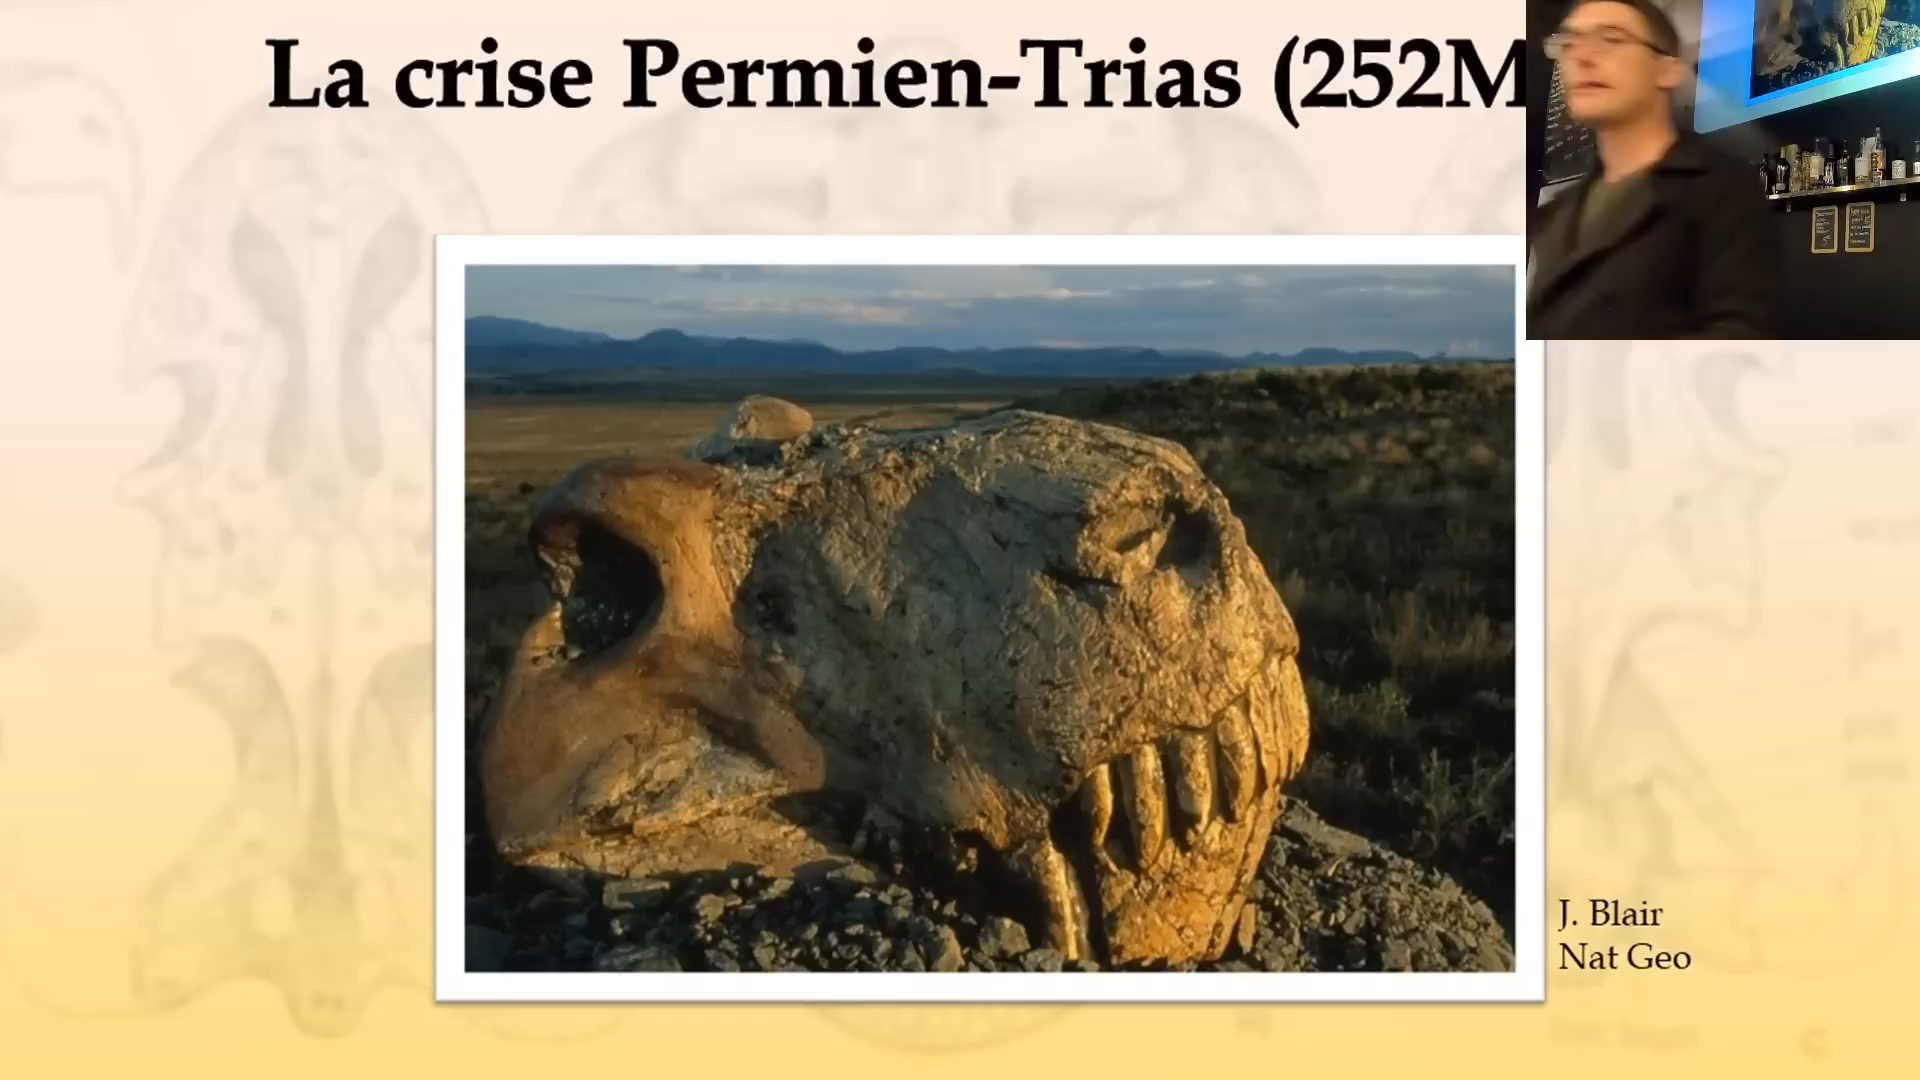 La crise Permien-Trias (252M
J. Blair
Nat Geo